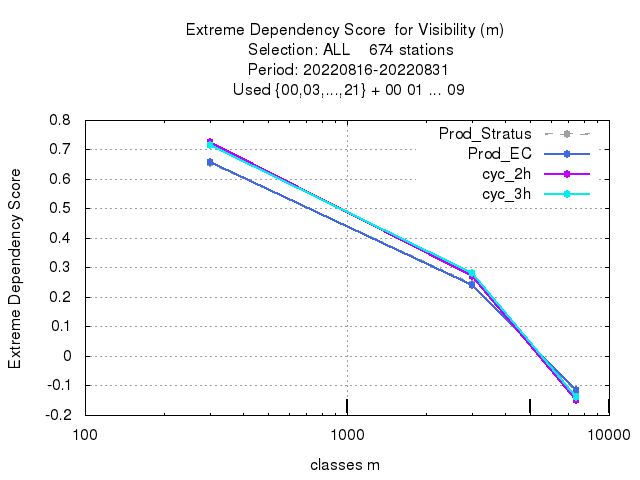 Extreme Dependency Score  for Visibility (m)
Selection: ALL    674 stations
Period: 20220816-20220831
Used {00,03,...,21} + 00 01 ... 09
Extreme Dependency Score
0.8
0.7
0.6
0.5
0.4
0.3
0.2
0.1
0
-0.1
-0.2
Prod_Stratus
Prod_EC
cyc_2h
cyc_3h
100
1000
10000
classes m